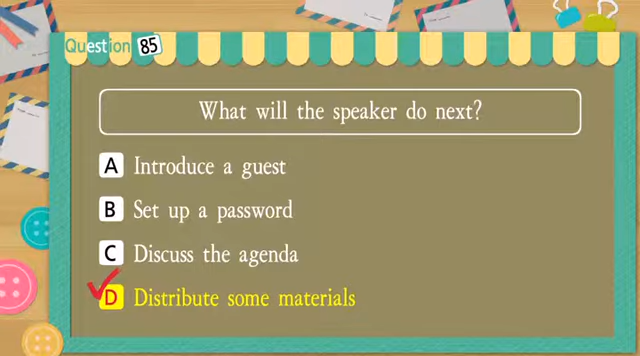 Question 85
What will the speaker do next?
A Introduce a guest
B Set up a password
C Discuss the agenda
D Distribute some materials